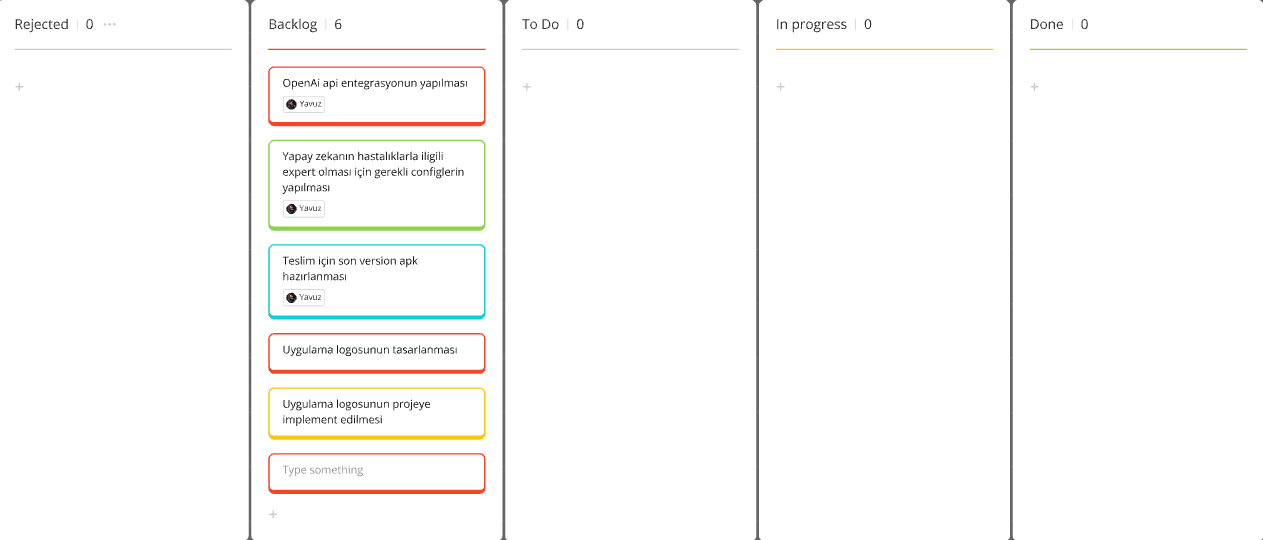 Rejected 0 ...
Backlog 6
To Do 0
In progress 0
Done 0
+
OpenAi api entegrasyonun yapılması
Yavuz
Yapay zekanın hastalıklarla iligili
expert olması için gerekli configlerin
yapılması
Yavuz
Teslim için son version apk
hazırlanması
Yavuz
Uygulama logosunun tasarlanması
Uygulama logosunun projeye
implement edilmesi
Type something
+
+
+
+